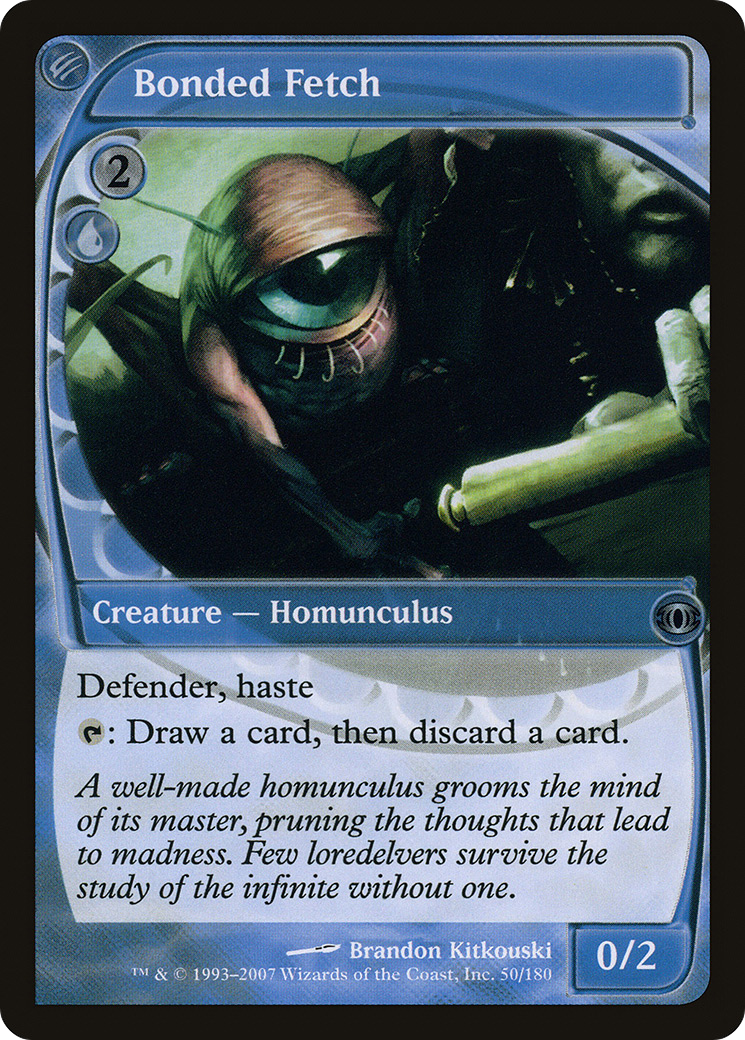 Bonded Fetch
2
Creature — Homunculus
Defender, haste
: Draw a card, then discard a card.
A well-made homunculus grooms the mind
of its master, pruning the thoughts that lead
to madness. Few loredelvers survive the
study of the infinite without one.
Brandon Kitkouski
™ & © 1993–2007 Wizards of the Coast, Inc. 50/180
0/2